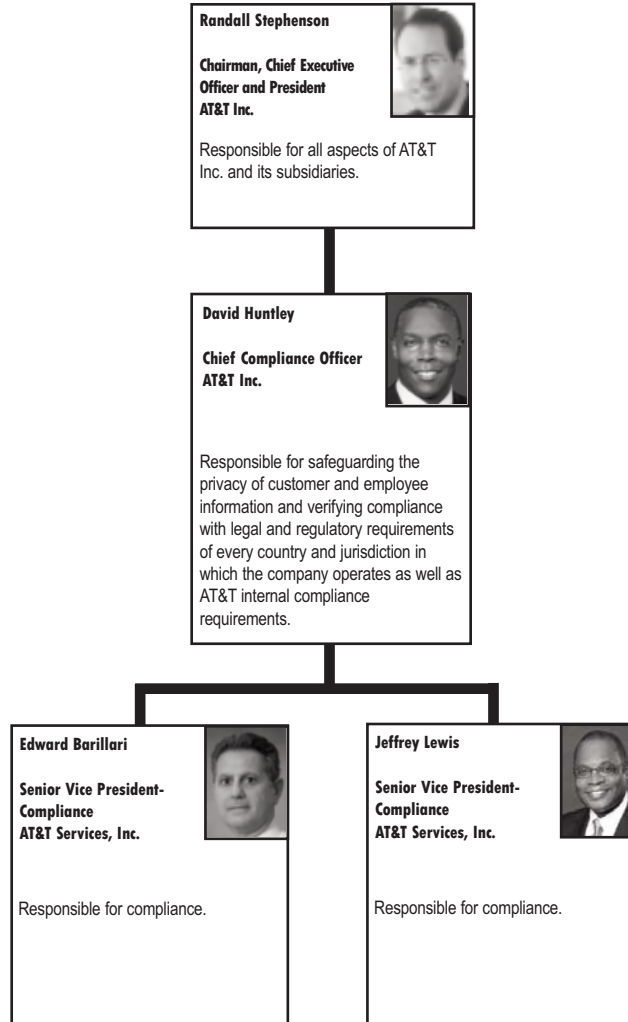 Randall Stephenson
Chairman, Chief Executive
Officer and President
AT&T Inc.
Responsible for all aspects of AT&T
Inc. and its subsidiaries.
David Huntley
Chief Compliance Officer
AT&T Inc.
Responsible for safeguarding the
privacy of customer and employee
information and verifying compliance
with legal and regulatory requirements
of every country and jurisdiction in
which the company operates as well as
AT&T internal compliance
requirements.
Edward Barillari
Senior Vice President-
Compliance
AT&T Services, Inc.
Responsible for compliance.
Jeffrey Lewis
Senior Vice President-
Compliance
AT&T Services, Inc.
Responsible for compliance.